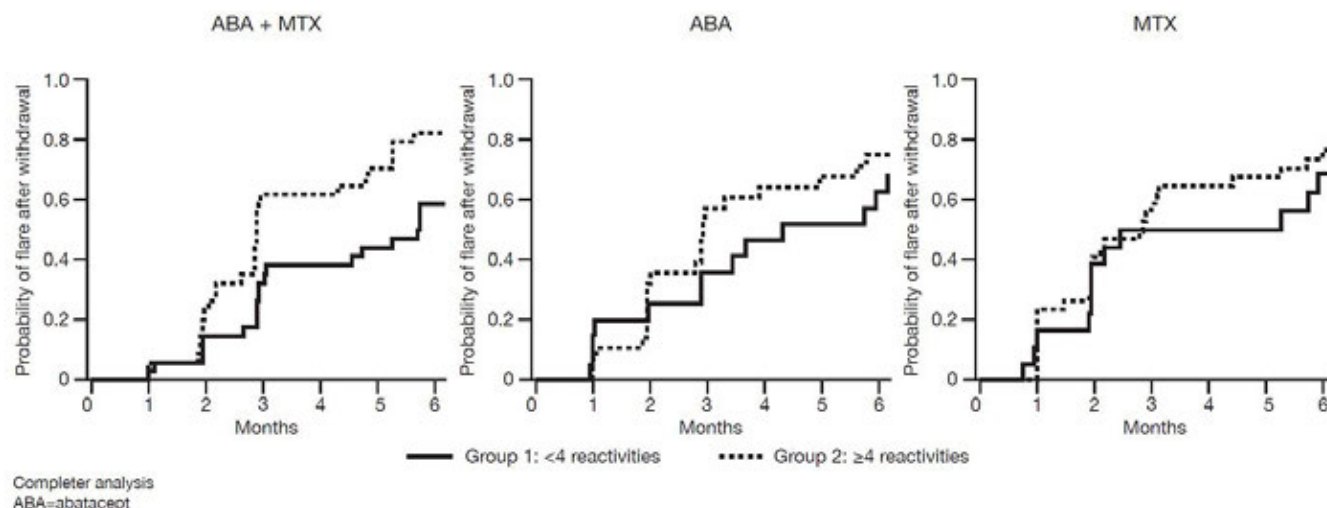 ABA + MTX
Probability of flare after withdrawal
1.0
0.8
0.6
0.4
0.2
0
0 1 2 3 4 5 6
Months
ABA
Probability of flare after withdrawal
1.0
0.8
0.6
0.4
0.2
0
0 1 2 3 4 5 6
Months
MTX
Probability of flare after withdrawal
1.0
0.8
0.6
0.4
0.2
0
0 1 2 3 4 5 6
Months
Group 1: <4 reactivities Group 2: ≥4 reactivities
Completer analysis
ABA=abatacept